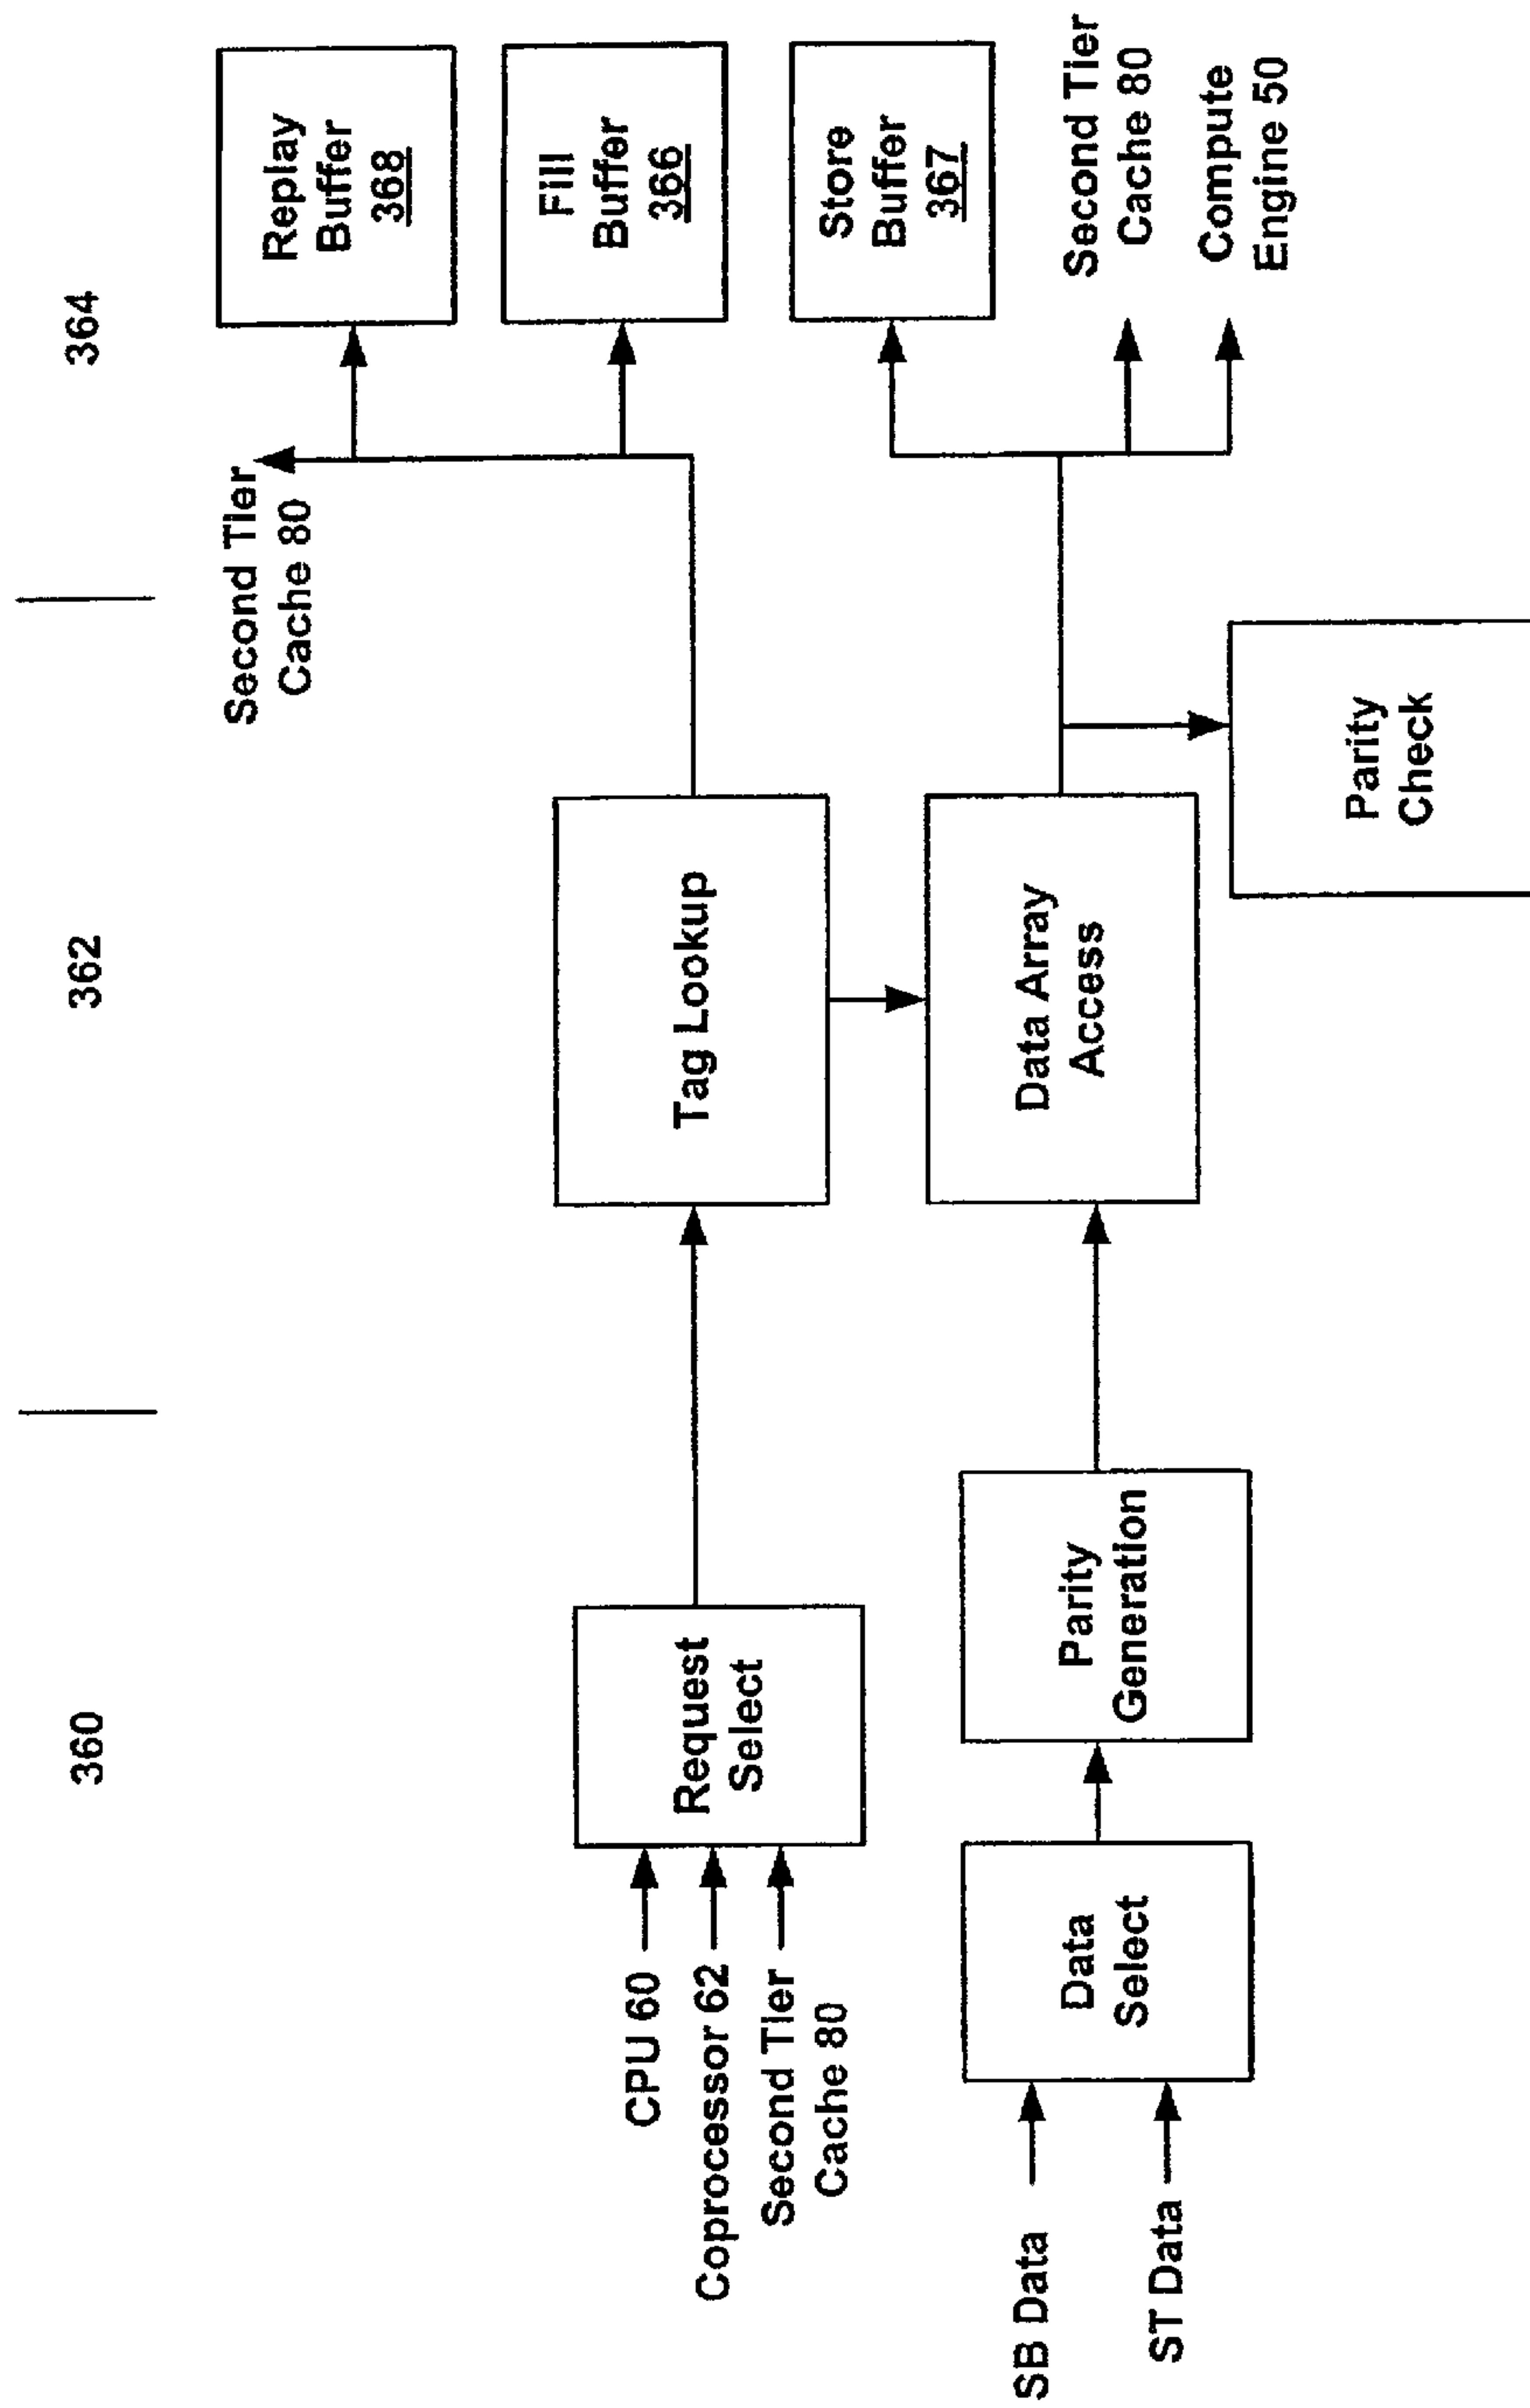 360
362
364
CPU 60
Coprocessor 62
Second Tier
Cache 80
Request
Select
Tag Lookup
Second Tier
Cache 80
Replay
Buffer
368
Fill
Buffer
366
SB Data
ST Data
Data
Select
Parity
Generation
Data Array
Access
Parity
Check
Store
Buffer
367
Second Tier
Cache 80
Compute
Engine 50